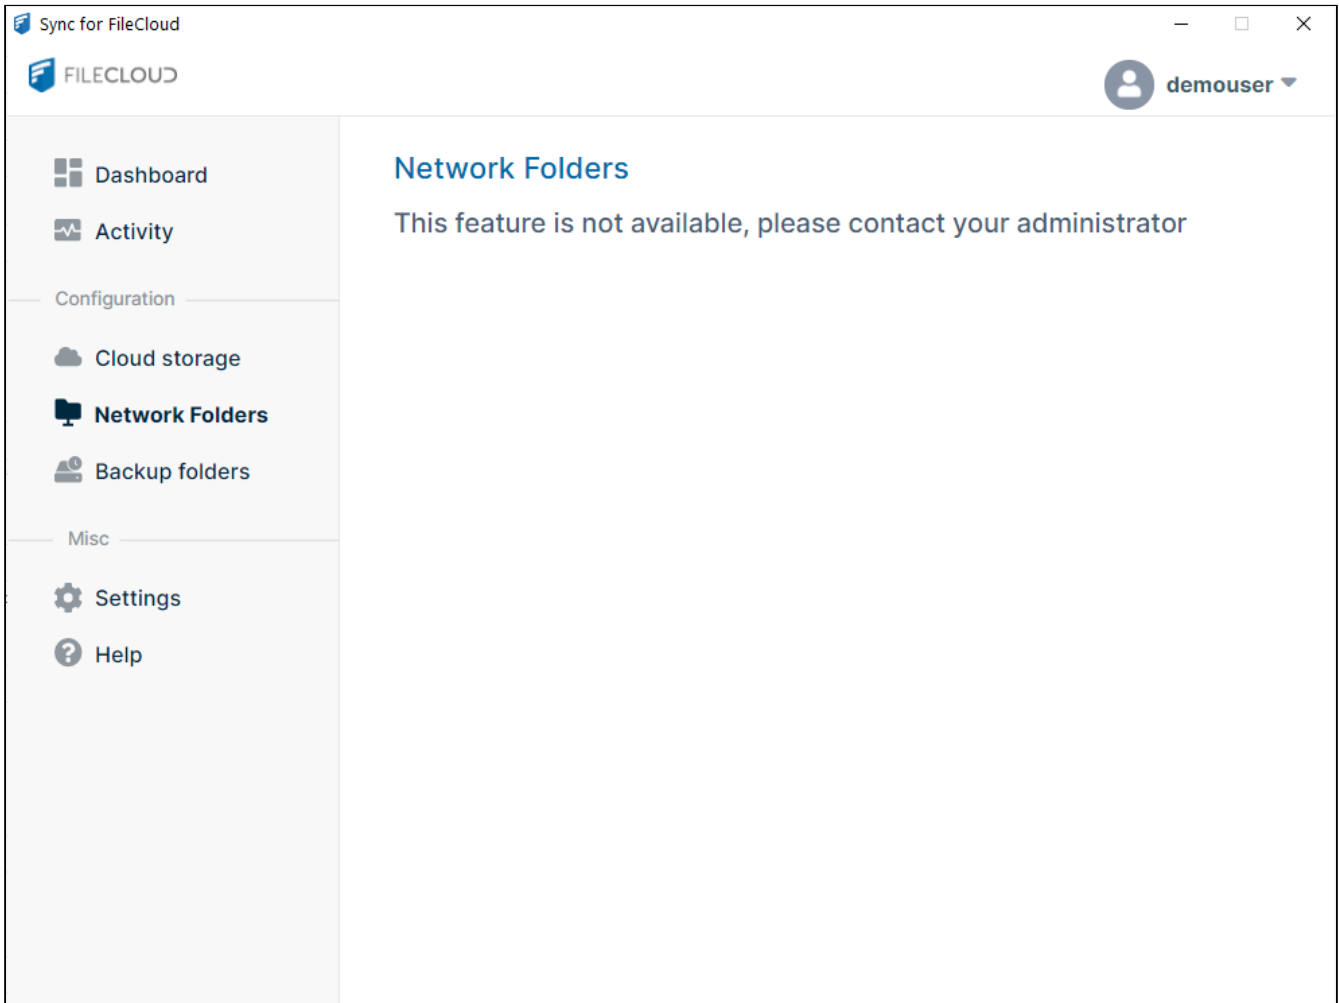 Sync for FileCloud
FILECLOUD
demouser
Dashboard
Activity
Configuration
Cloud storage
Network Folders
Backup folders
Misc
Settings
Help
Network Folders
This feature is not available, please contact your administrator